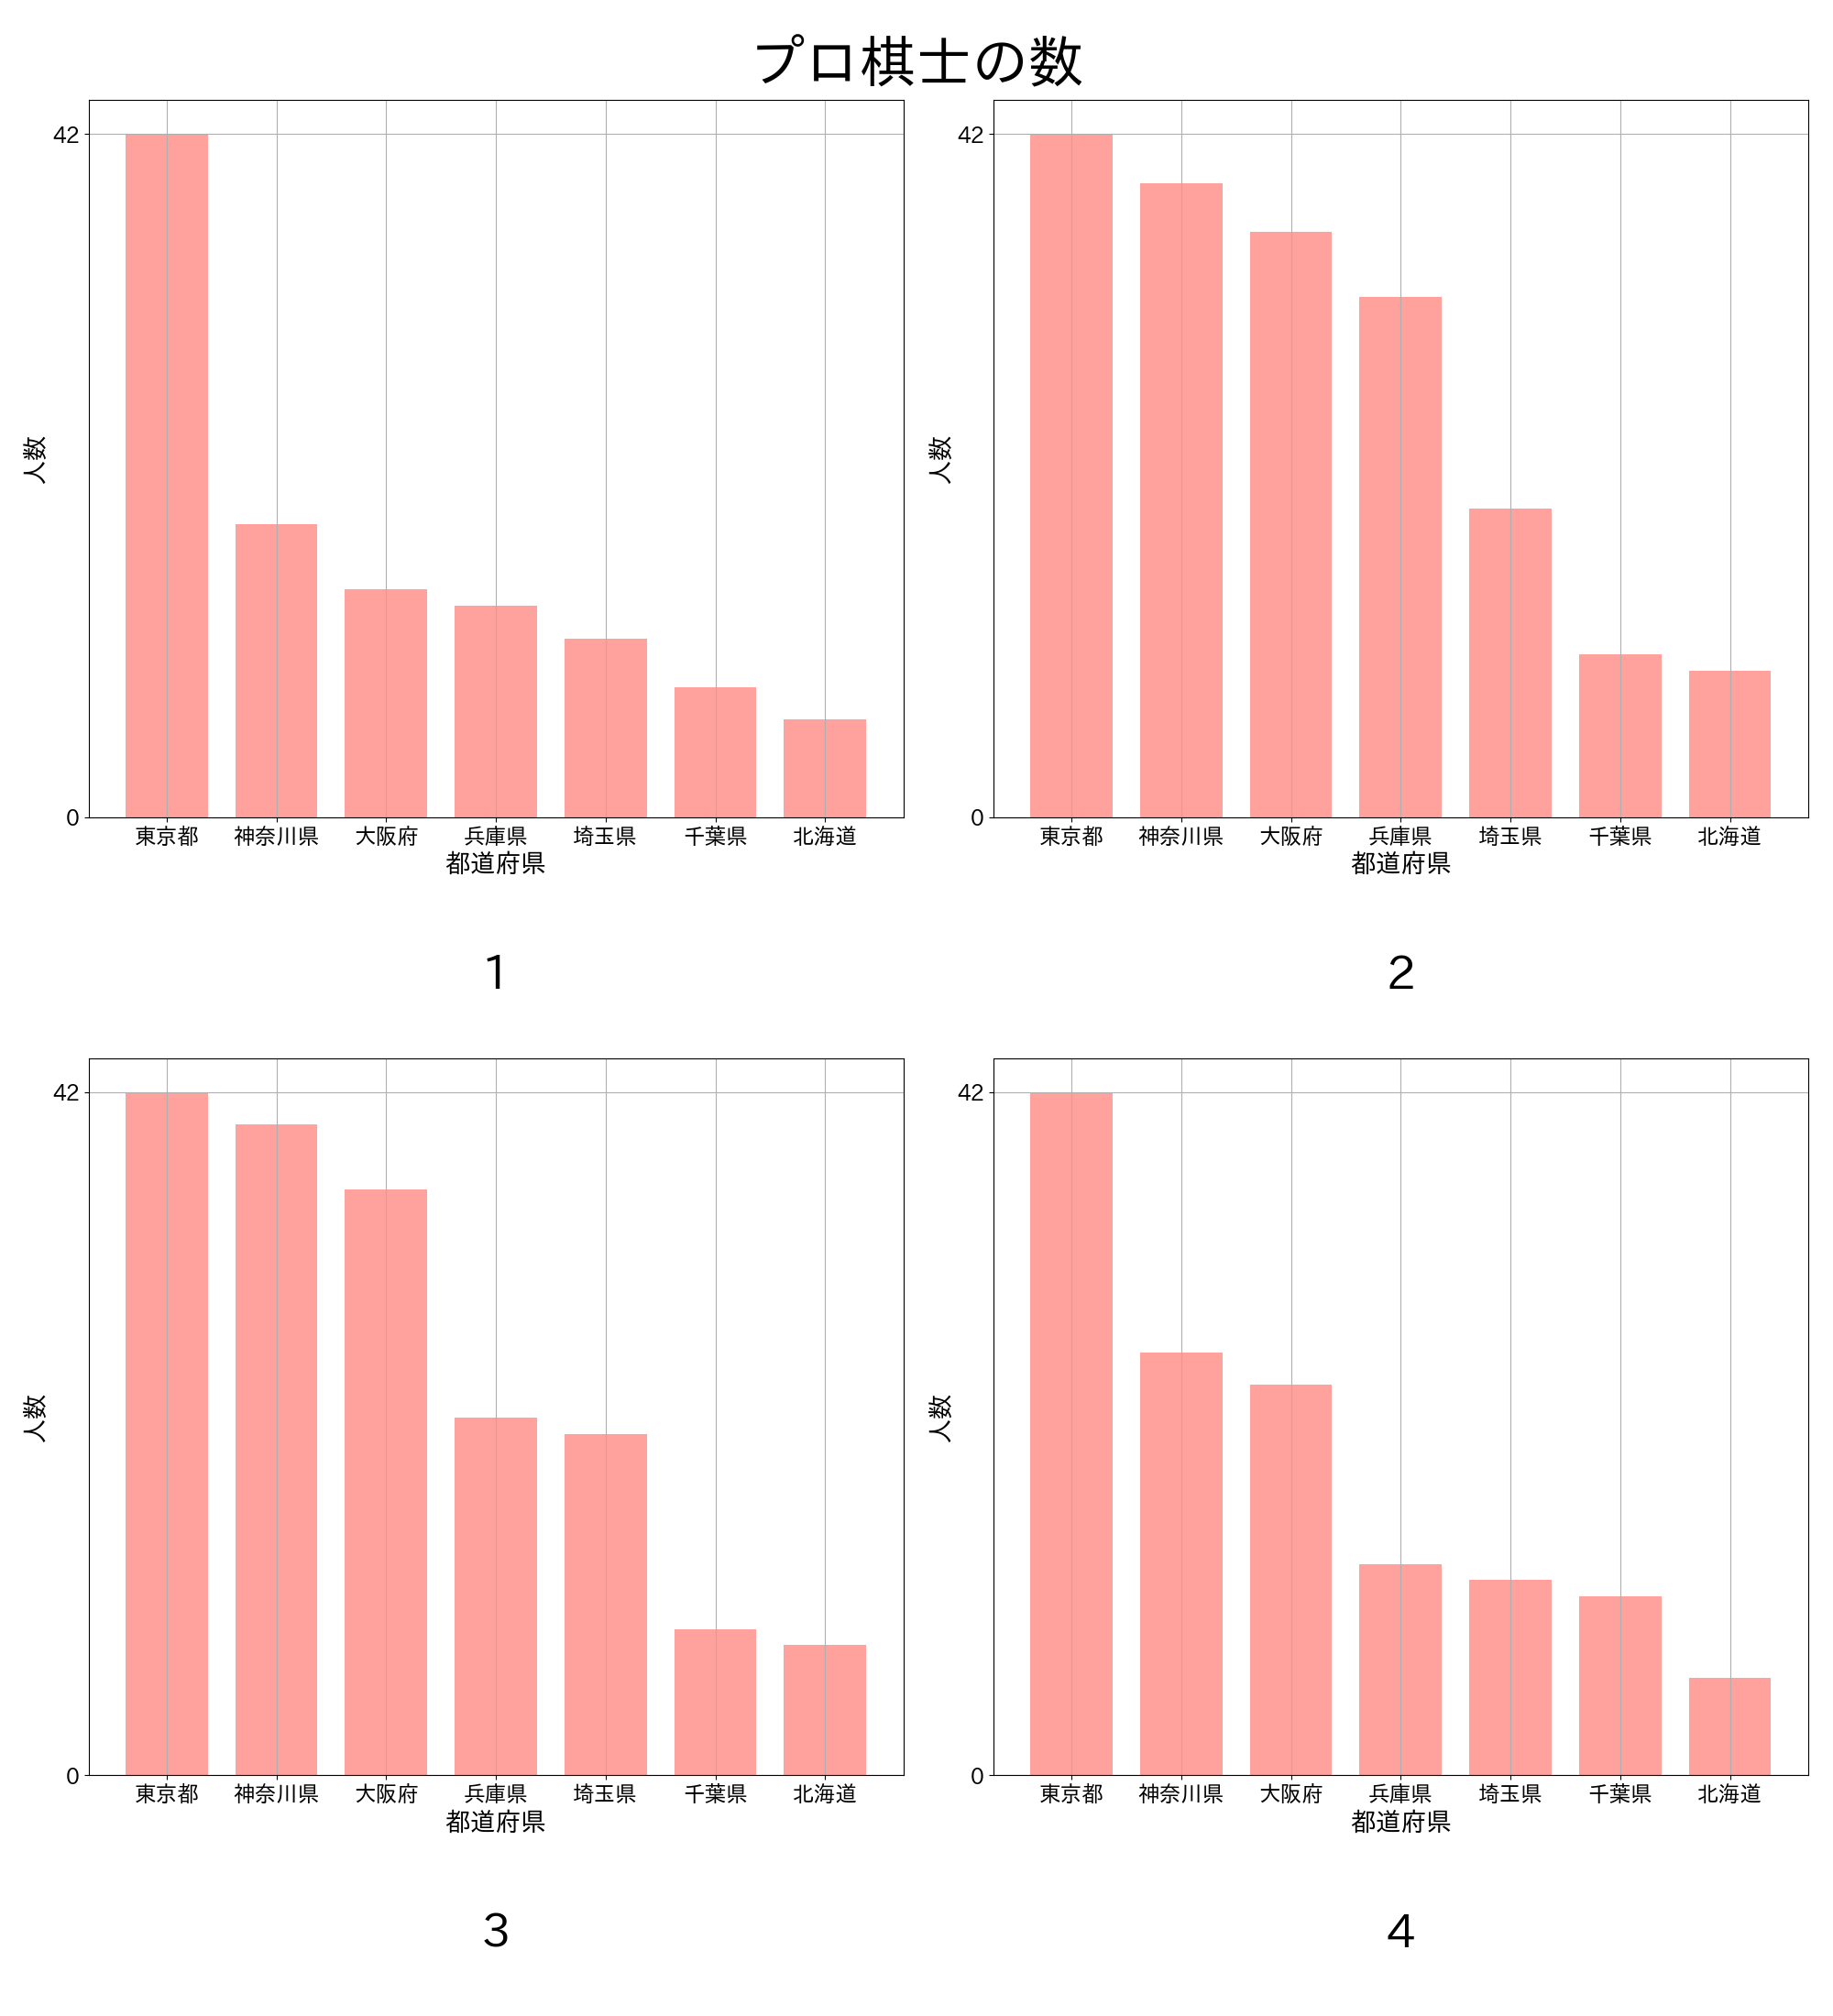 プロ棋士の数
42
0
人数
東京都 神奈川県 大阪府 兵庫県 埼玉県 千葉県 北海道
都道府県
1
42
0
人数
東京都 神奈川県 大阪府 兵庫県 埼玉県 千葉県 北海道
都道府県
2
42
0
人数
東京都 神奈川県 大阪府 兵庫県 埼玉県 千葉県 北海道
都道府県
3
42
0
人数
東京都 神奈川県 大阪府 兵庫県 埼玉県 千葉県 北海道
都道府県
4